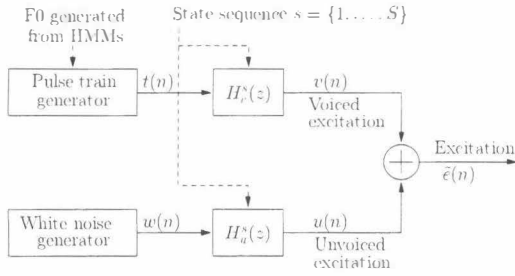 F0 generated
from HMMs
State sequence s = {1. . . . . S}
Pulse train
generator
t(n)
H_v^s(z)
v(n)
Voiced
excitation
Excitation
ẽ(n)
White noise
generator
w(n)
H_u^s(z)
u(n)
Unvoiced
excitation